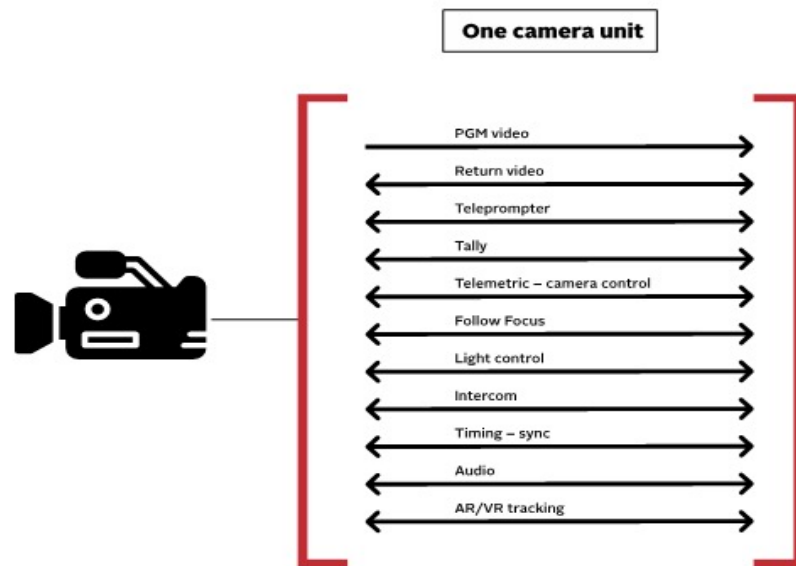 One camera unit
PGM video
Return video
Teleprompter
Tally
Telemetric – camera control
Follow Focus
Light control
Intercom
Timing – sync
Audio
AR/VR tracking